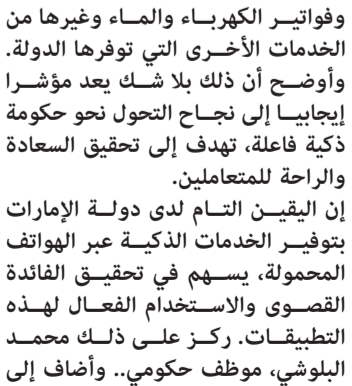 وفواتير الكهرباء والماء وغيرها من
الخدمات الأخرى التي توفرها الدولة.
وأوضح أن ذلك بلا شك يعد مؤشرا
إيجابيا إلى نجاح التحول نحو حكومة
ذكية فاعلة، تهدف إلى تحقيق السعادة
والراحة للمتعاملين.
إن اليقين التام لدى دولة الإمارات
بتوفير الخدمات الذكية عبر الهواتف
المحمولة، يسهم في تحقيق الفائدة
القصوى والاستخدام الفعال لهذه
التطبيقات. ركز على ذلك محمد
البلوشي، موظف حكومي.. وأضاف إلى